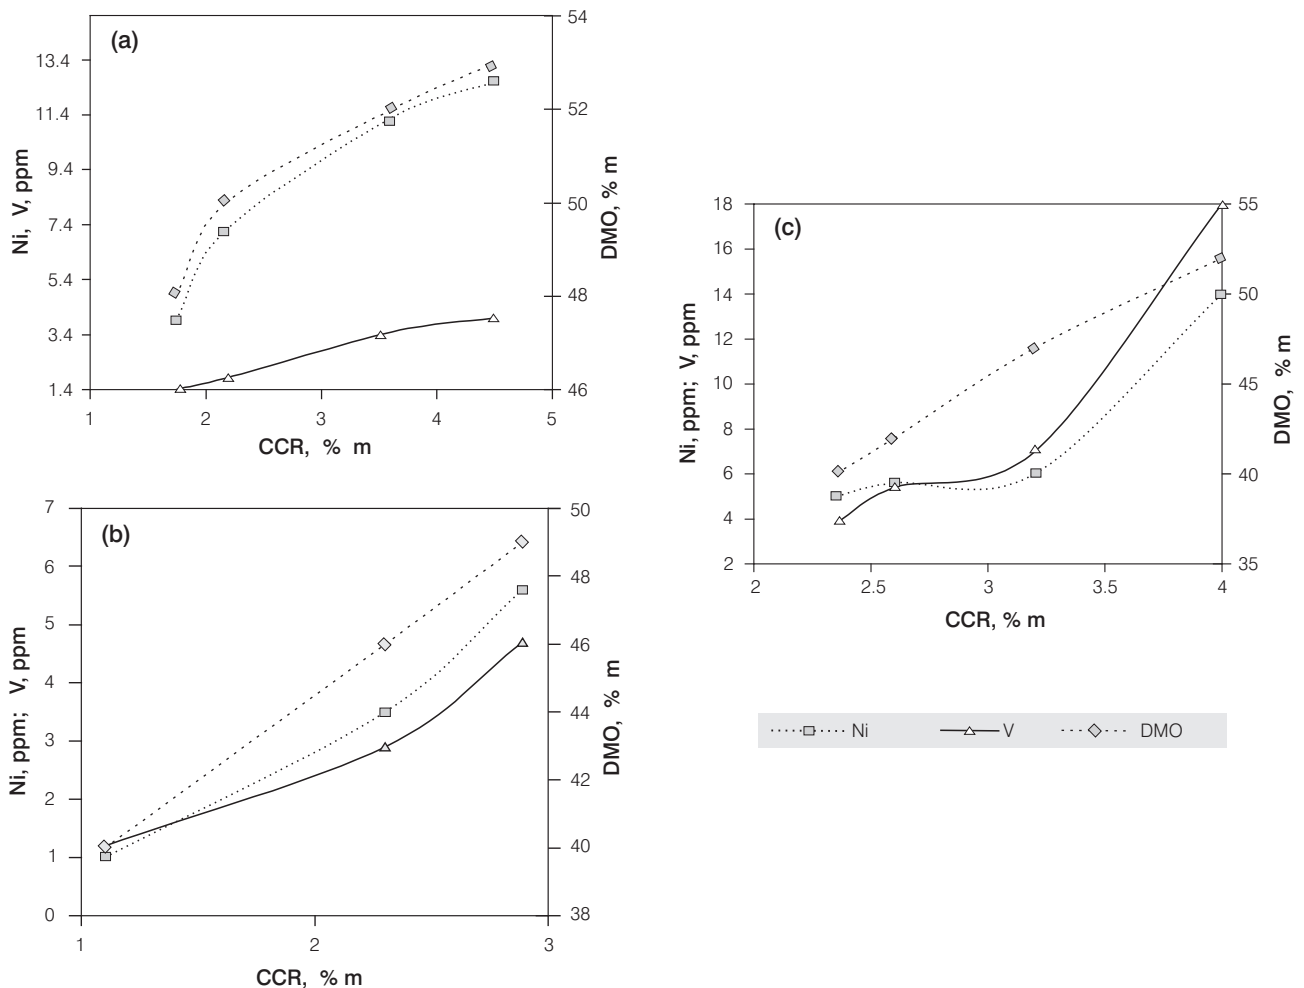 (a)
54
13.4
11.4
9.4
7.4
5.4
3.4
1.4
52
50
48
46
Ni, V, ppm
DMO, % m
1 2 3 4 5
CCR, % m
(b)
7
6
5
4
3
2
1
0
50
48
46
44
42
40
38
Ni, ppm; V, ppm
DMO, % m
1 2 3
CCR, % m
(c)
18
16
14
12
10
8
6
4
2
55
50
45
40
35
Ni, ppm; V, ppm
DMO, % m
2 2.5 3 3.5 4
CCR, % m
Ni V DMO